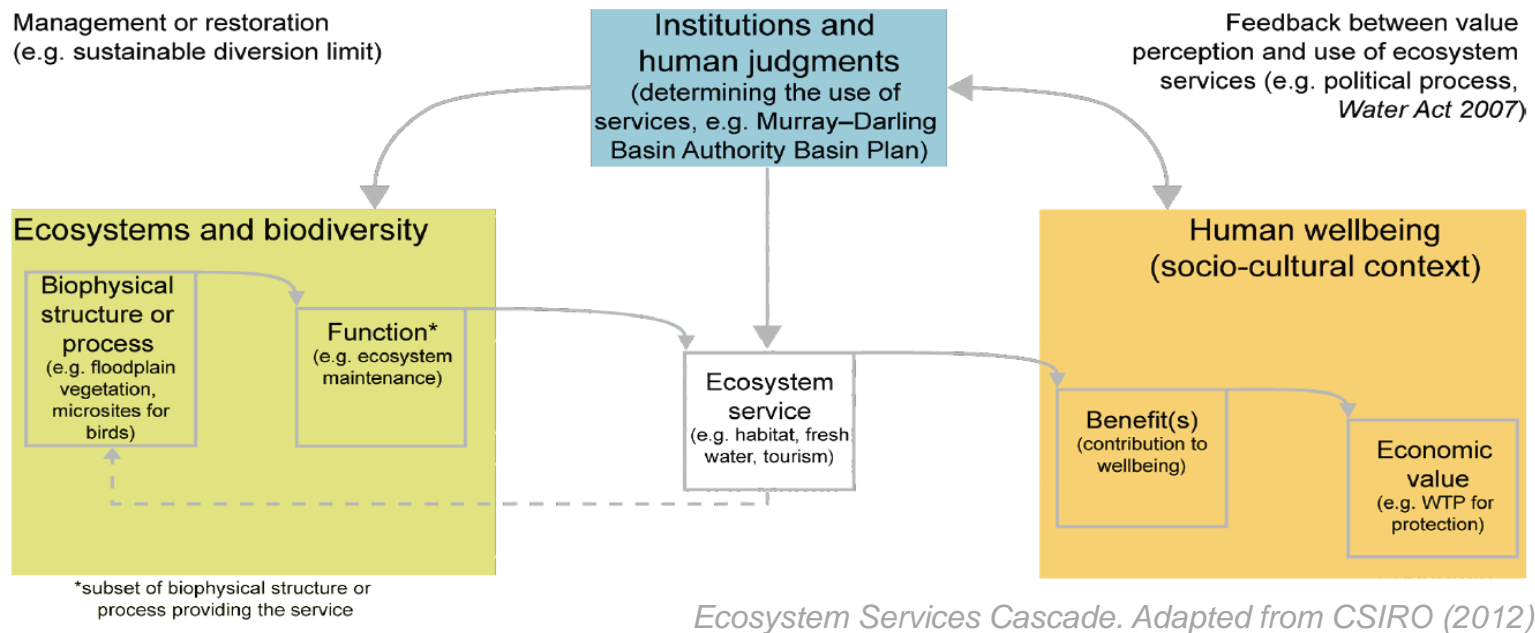 Management or restoration
(e.g. sustainable diversion limit)
Institutions and
human judgments
(determining the use of
services, e.g. Murray–Darling
Basin Authority Basin Plan)
Feedback between value
perception and use of ecosystem
services (e.g. political process,
Water Act 2007)
Ecosystems and biodiversity
Biophysical
structure or
process
(e.g. floodplain
vegetation,
microsites for
birds)
Function*
(e.g. ecosystem
maintenance)
Ecosystem
service
(e.g. habitat, fresh
water, tourism)
Human wellbeing
(socio-cultural context)
Benefit(s)
(contribution to
wellbeing)
Economic
value
(e.g. WTP for
protection)
*subset of biophysical structure or
process providing the service
Ecosystem Services Cascade. Adapted from CSIRO (2012)